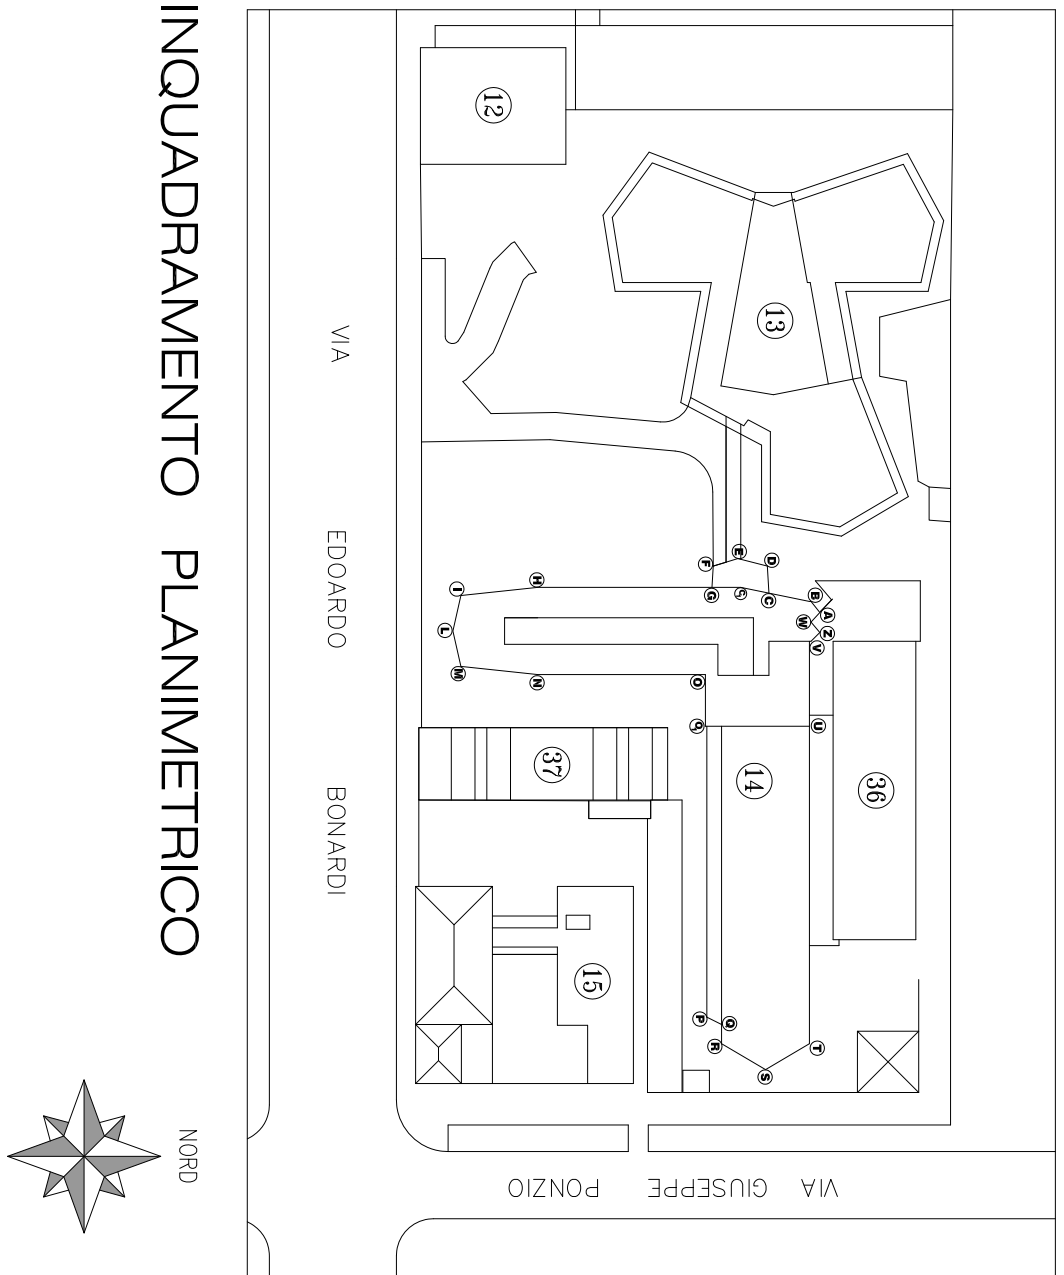 INQUADRAMENTO PLANIMETRICO
VIA EDOARDO BONARDI
NORD
VIA GIUSEPPE PONZIO
12
13
14
36
37
15
A
B
C
C
D
E
F
G
H
I
L
M
N
O
Q
P
Q
R
S
T
U
V
Z
W